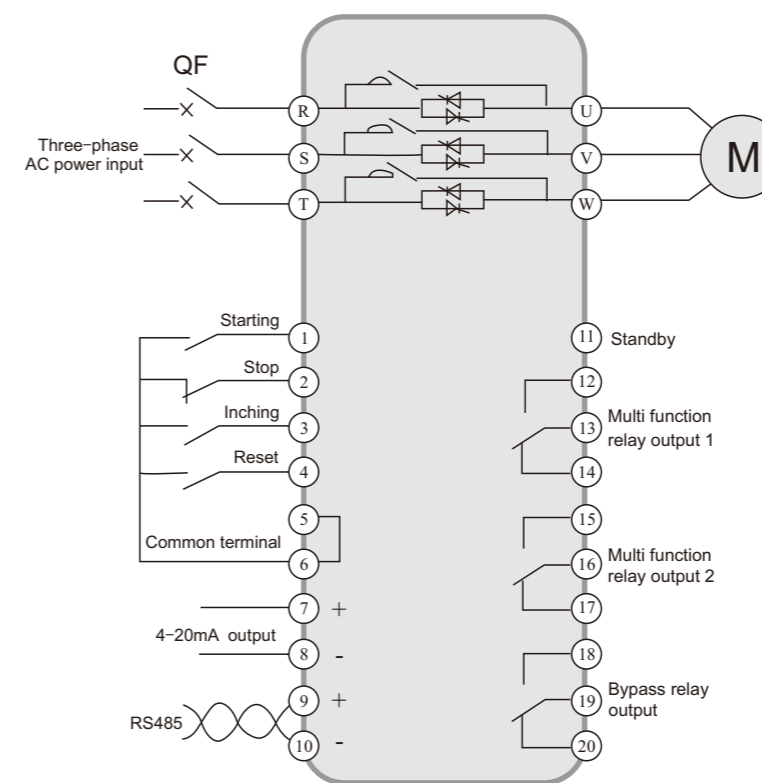 QF
Three-phase
AC power input
R
S
T
U
V
W
M
Starting
1
Stop
2
Inching
3
Reset
4
5
Common terminal
6
7 +
4-20mA output
8 -
9 +
RS485
10 -
11 Standby
12
13
Multi function
relay output 1
14
15
16
Multi function
relay output 2
17
18
19
Bypass relay
output
20